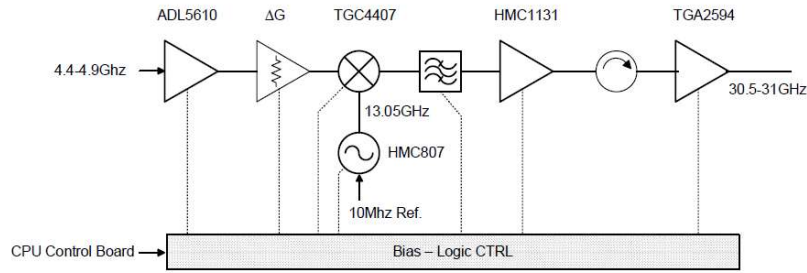 ADL5610 ΔG TGC4407 HMC1131 TGA2594
4.4-4.9Ghz
30.5-31GHz
13.05GHz
HMC807
10Mhz Ref.
CPU Control Board
Bias – Logic CTRL